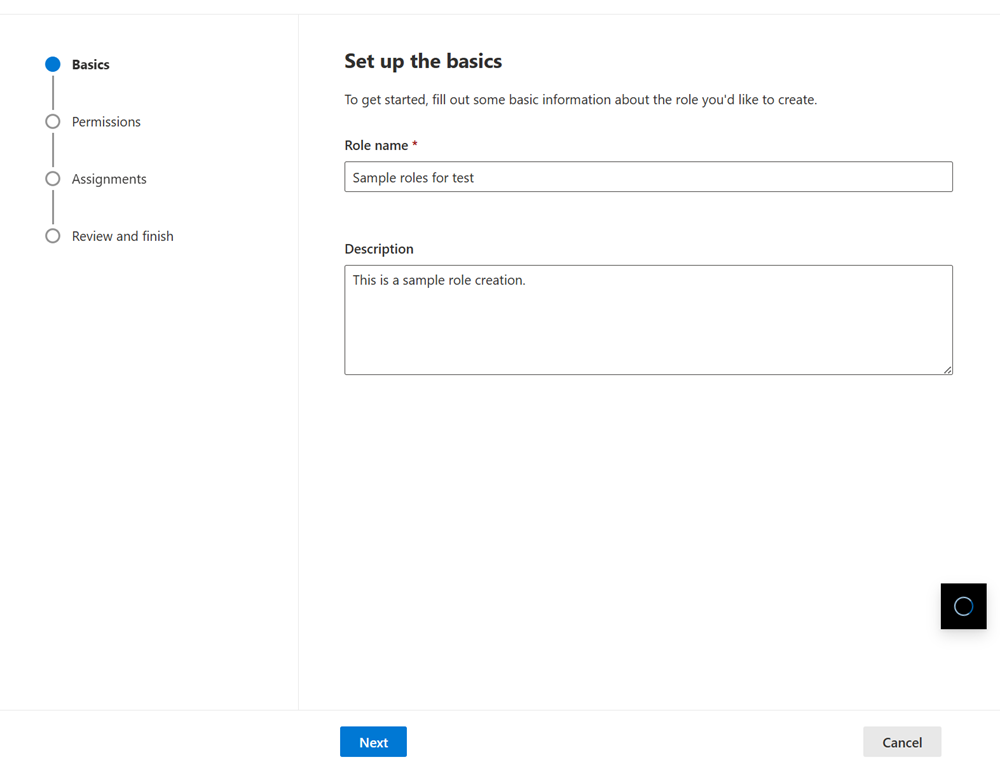 Basics
Permissions
Assignments
Review and finish
Set up the basics
To get started, fill out some basic information about the role you'd like to create.
Role name *
Sample roles for test
Description
This is a sample role creation.
Next
Cancel